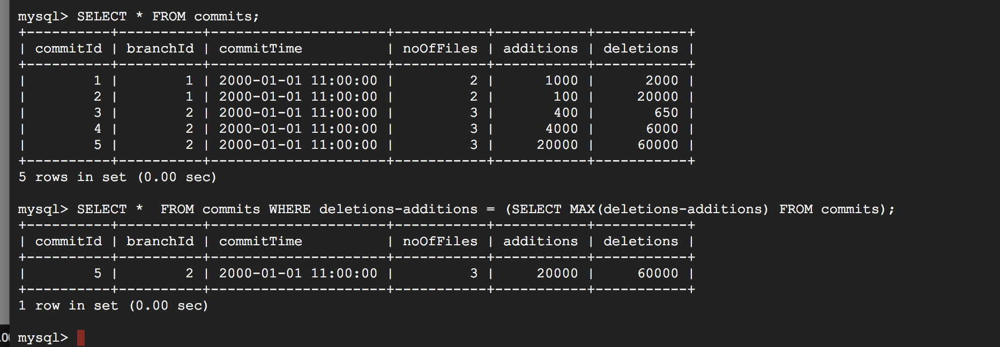 mysql> SELECT * FROM commits;
+----------+----------+---------------------+-----------+-----------+-----------+
| commitId | branchId | commitTime          | noOfFiles | additions | deletions |
+----------+----------+---------------------+-----------+-----------+-----------+
|        1 |        1 | 2000-01-01 11:00:00 |         2 |      1000 |      2000 |
|        2 |        1 | 2000-01-01 11:00:00 |         2 |       100 |     20000 |
|        3 |        2 | 2000-01-01 11:00:00 |         3 |       400 |       650 |
|        4 |        2 | 2000-01-01 11:00:00 |         3 |      4000 |      6000 |
|        5 |        2 | 2000-01-01 11:00:00 |         3 |     20000 |     60000 |
+----------+----------+---------------------+-----------+-----------+-----------+
5 rows in set (0.00 sec)
mysql> SELECT *  FROM commits WHERE deletions-additions = (SELECT MAX(deletions-additions) FROM commits);
+----------+----------+---------------------+-----------+-----------+-----------+
| commitId | branchId | commitTime          | noOfFiles | additions | deletions |
+----------+----------+---------------------+-----------+-----------+-----------+
|        5 |        2 | 2000-01-01 11:00:00 |         3 |     20000 |     60000 |
+----------+----------+---------------------+-----------+-----------+-----------+
1 row in set (0.00 sec)
mysql>